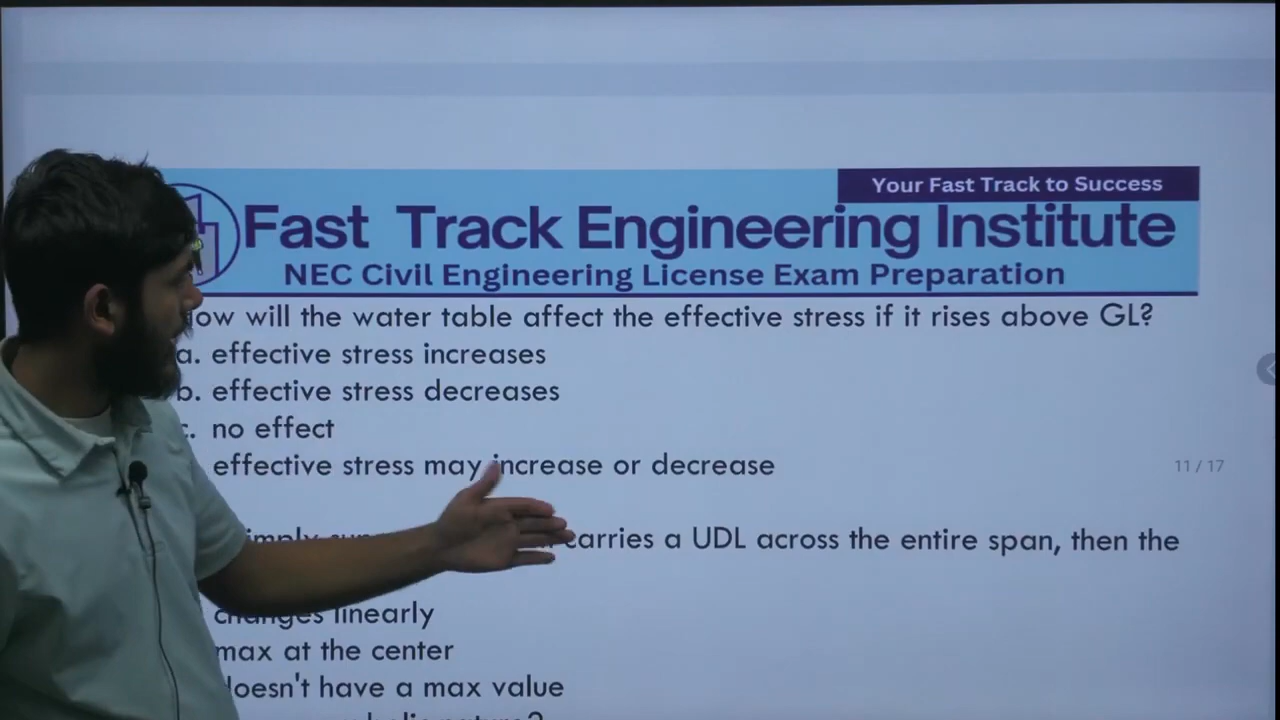 Your Fast Track to Success
Fast Track Engineering Institute
NEC Civil Engineering License Exam Preparation
will the water table affect the effective stress if it rises above GL?
a. effective stress increases
b. effective stress decreases
c. no effect
effective stress may increase or decrease
11 / 17
carries a UDL across the entire span, then the
changes linearly
max at the center
doesn't have a max value